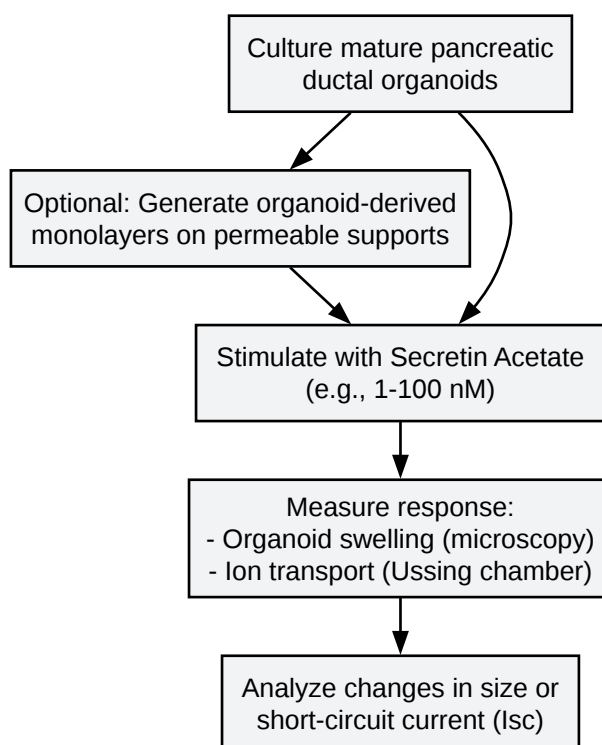 Culture mature pancreatic
ductal organoids
Optional: Generate organoid-derived
monolayers on permeable supports
Stimulate with Secretin Acetate
(e.g., 1-100 nM)
Measure response:
- Organoid swelling (microscopy)
- Ion transport (Ussing chamber)
Analyze changes in size or
short-circuit current (Isc)